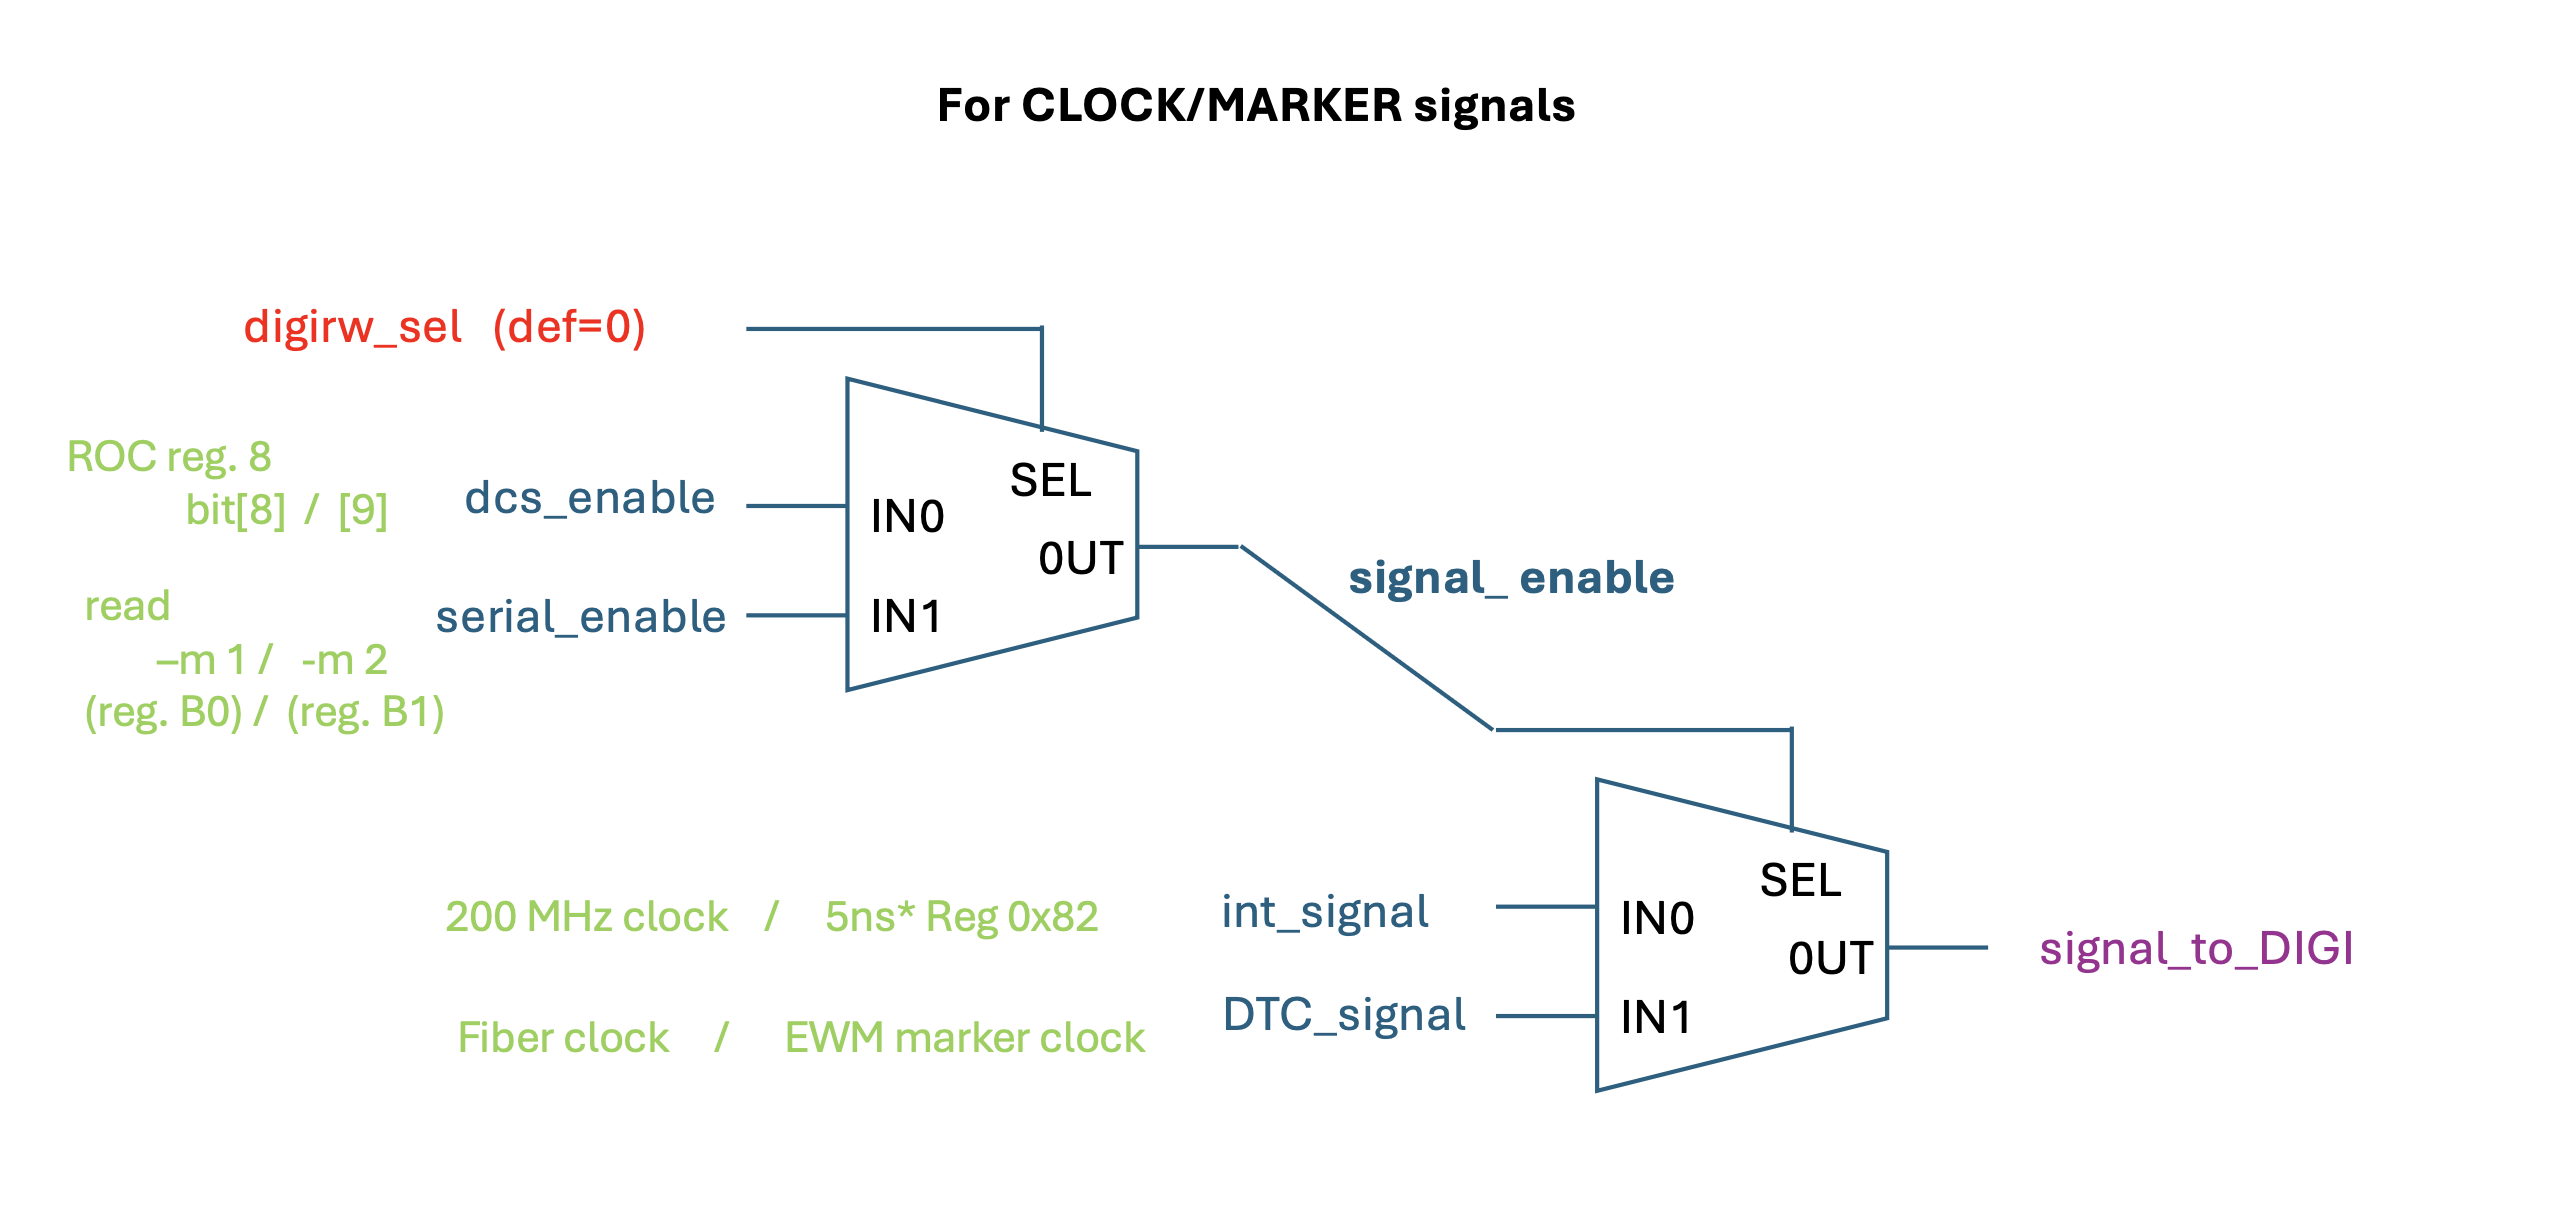 For CLOCK/MARKER signals
digirw_sel (def=0)
ROC reg. 8
bit[8] / [9]
dcs_enable
SEL
IN0
0UT
read
serial_enable
IN1
–m 1 / -m 2
(reg. B0) / (reg. B1)
signal_ enable
200 MHz clock / 5ns* Reg 0x82
int_signal
SEL
IN0
0UT
signal_to_DIGI
Fiber clock / EWM marker clock
DTC_signal
IN1